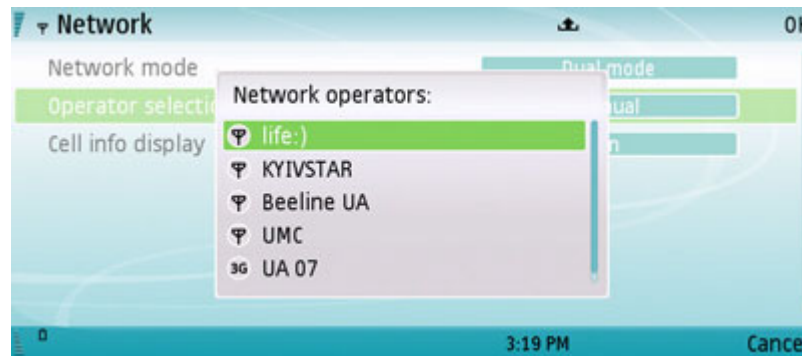 Network
O
Network mode
Dual mode
Operator selecti
ual
Cell info display
n
Network operators:
life:)
KYIVSTAR
Beeline UA
UMC
3G UA 07
3:19 PM
Cance